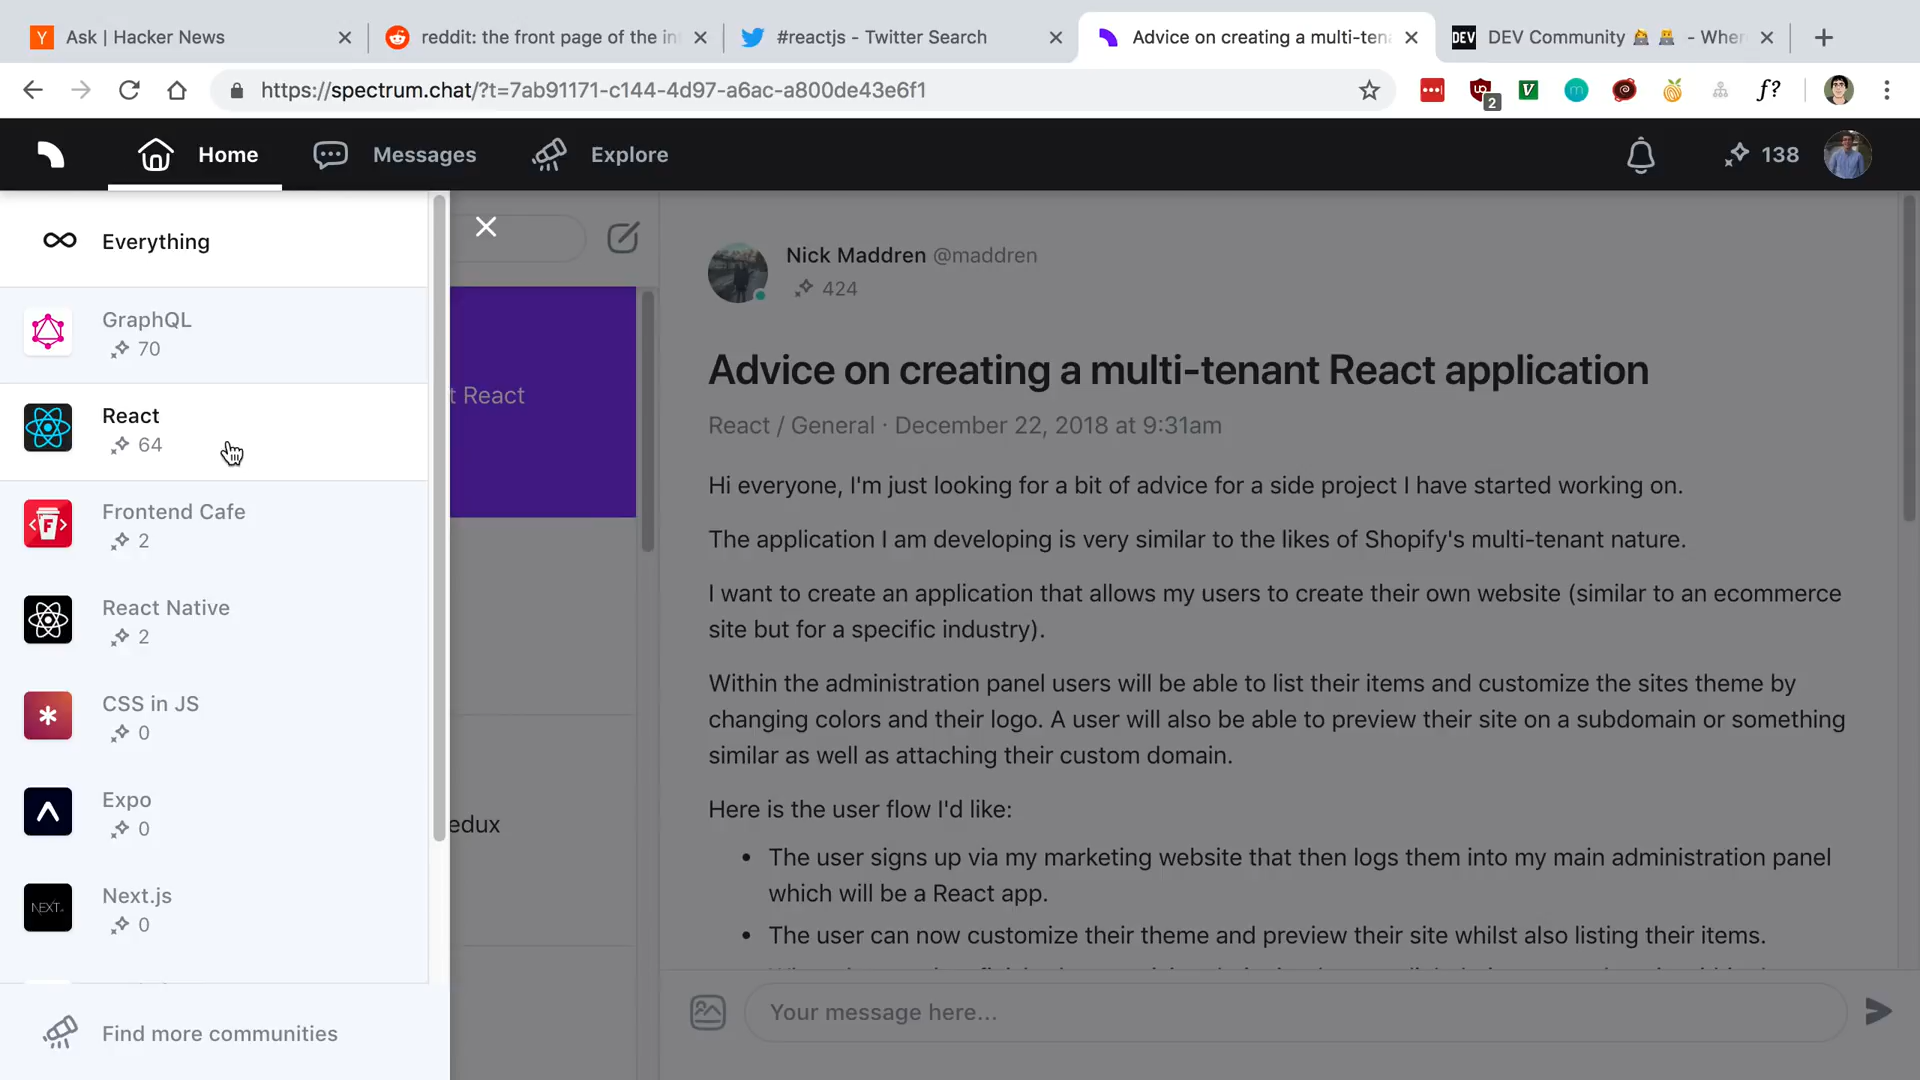 Ask | Hacker News
reddit: the front page of the in
#reactjs - Twitter Search
Advice on creating a multi-ten
DEV
DEV Community 👩‍💻👨‍💻 - Wher
https://spectrum.chat/?t=7ab91171-c144-4d97-a6ac-a800de43e6f1
2
f?
Home
Messages
Explore
138
Everything
GraphQL
70
React
64
Frontend Cafe
2
React Native
2
CSS in JS
0
Expo
0
NEXT
Next.js
0
Find more communities
t React
edux
Nick Maddren @maddren
424
Advice on creating a multi-tenant React application
React / General · December 22, 2018 at 9:31am
Hi everyone, I'm just looking for a bit of advice for a side project I have started working on.
The application I am developing is very similar to the likes of Shopify's multi-tenant nature.
I want to create an application that allows my users to create their own website (similar to an ecommerce
site but for a specific industry).
Within the administration panel users will be able to list their items and customize the sites theme by
changing colors and their logo. A user will also be able to preview their site on a subdomain or something
similar as well as attaching their custom domain.
Here is the user flow I'd like:
• The user signs up via my marketing website that then logs them into my main administration panel
which will be a React app.
• The user can now customize their theme and preview their site whilst also listing their items.
Your message here...